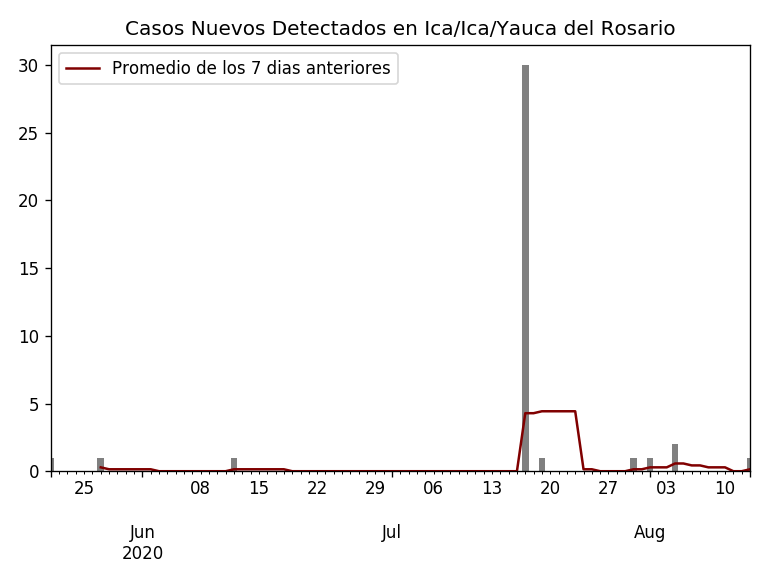 Casos Nuevos Detectados en Ica/Ica/Yauca del Rosario
Promedio de los 7 dias anteriores
30
25
20
15
10
5
0
25 08 15 22 29 06 13 20 27 03 10
Jun Jul Aug
2020